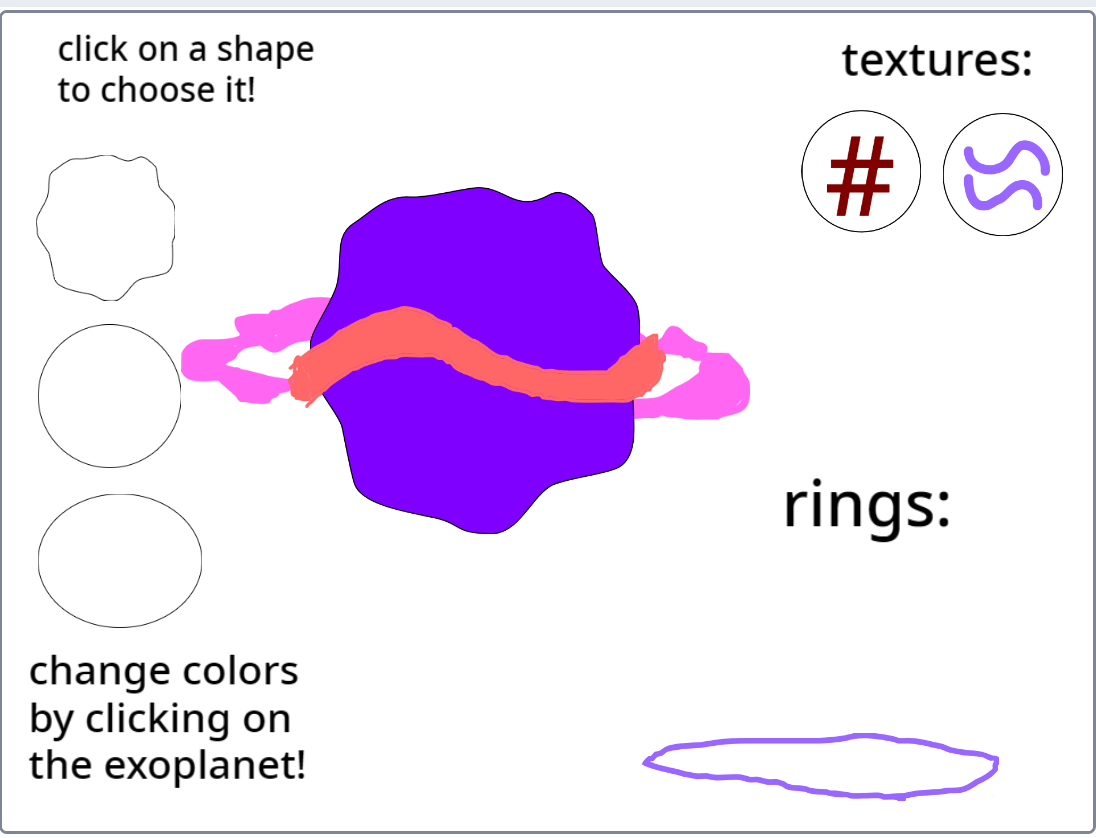 click on a shape
to choose it!
textures:
#
rings:
change colors
by clicking on
the exoplanet!